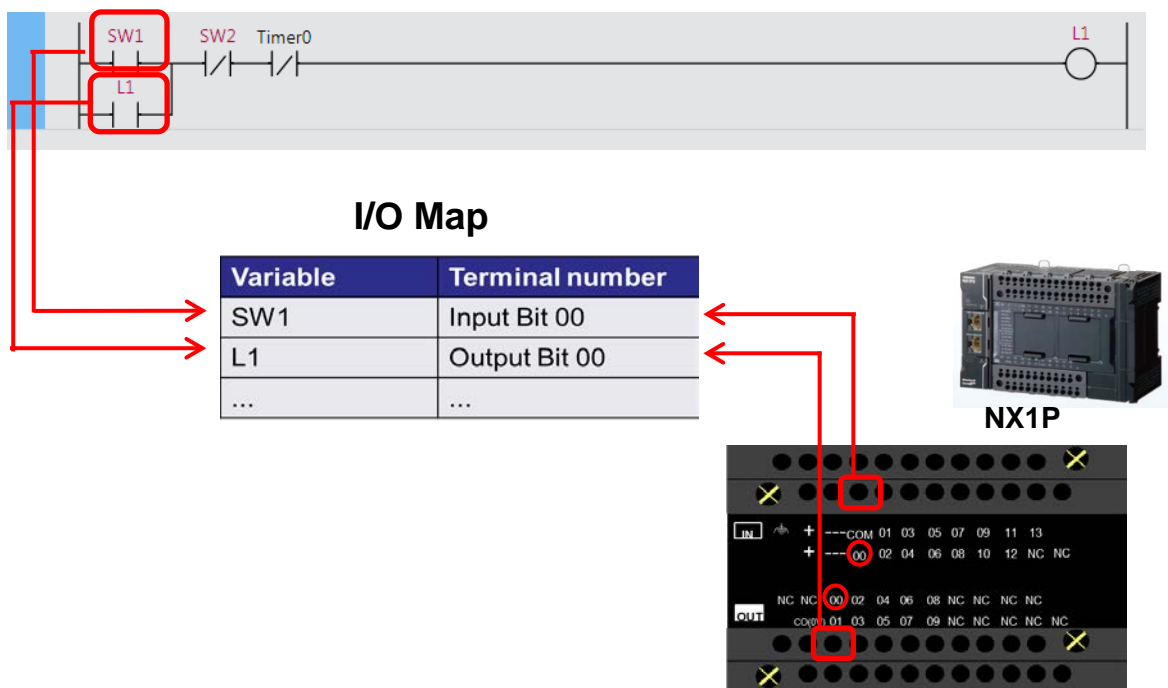 SW1 SW2 Timer0 L1
L1
I/O Map
Variable Terminal number
SW1 Input Bit 00
L1 Output Bit 00
... ...
NX1P
IN + ---COM 01 03 05 07 09 11 13
+ --- 00 02 04 06 08 10 12 NC NC
NC NC 00 02 04 06 08 NC NC NC NC
OUT CO(0V) 01 03 05 07 09 NC NC NC NC NC